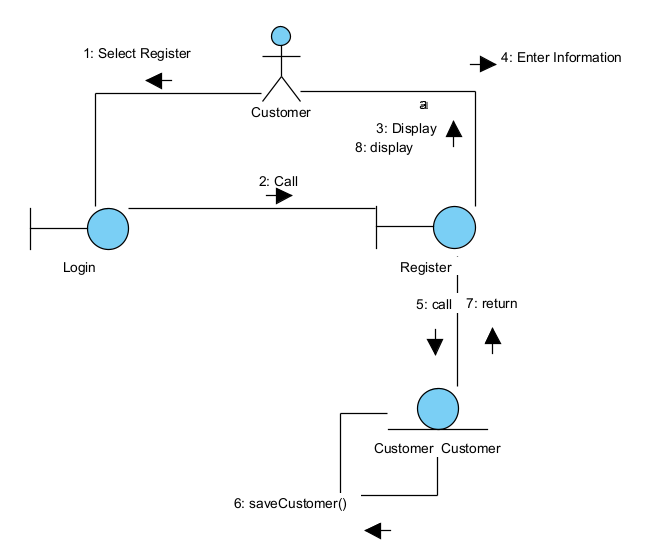 1: Select Register
4: Enter Information
Customer
a
3: Display
8: display
2: Call
Login
Register
5: call
7: return
Customer Customer
6: saveCustomer()